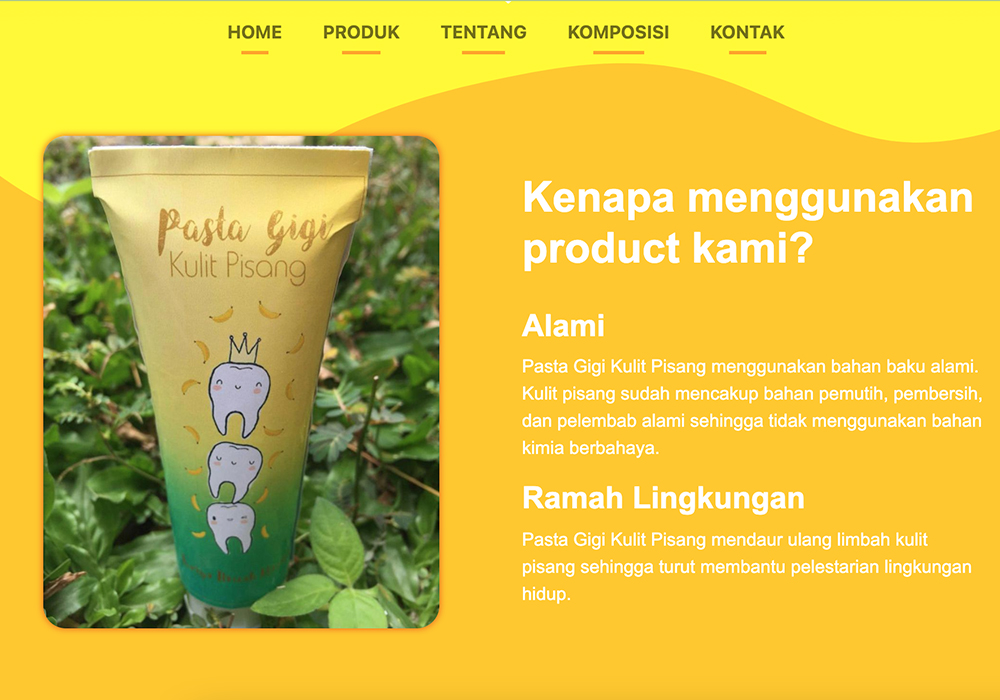 HOME PRODUK TENTANG KOMPOSISI KONTAK
Pasta Gigi
Kulit Pisang
Kenapa menggunakan
product kami?
Alami
Pasta Gigi Kulit Pisang menggunakan bahan baku alami.
Kulit pisang sudah mencakup bahan pemutih, pembersih,
dan pelembab alami sehingga tidak menggunakan bahan
kimia berbahaya.
Ramah Lingkungan
Pasta Gigi Kulit Pisang mendaur ulang limbah kulit
pisang sehingga turut membantu pelestarian lingkungan
hidup.